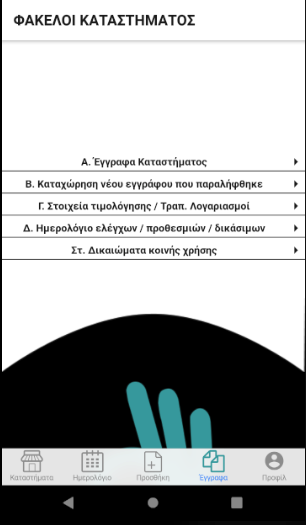 ΦΑΚΕΛΟΙ ΚΑΤΑΣΤΗΜΑΤΟΣ
Α. Έγγραφα Καταστήματος
Β. Καταχώρηση νέου εγγράφου που παραλήφθηκε
Γ. Στοιχεία τιμολόγησης / Τραπ. Λογαριασμοί
Δ. Ημερολόγιο ελέγχων / προθεσμιών / δικάσιμων
Στ. Δικαιώματα κοινής χρήσης
Καταστήματα Ημερολόγιο Προσθήκη Έγγραφα Προφίλ